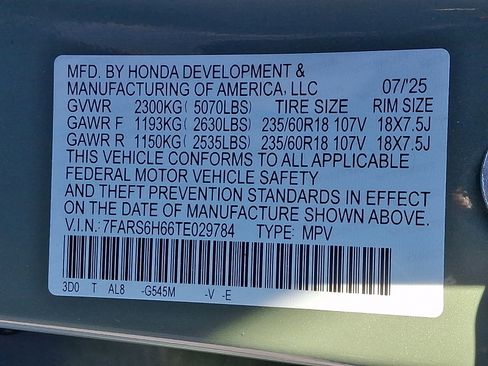 MFD. BY HONDA DEVELOPMENT &
MANUFACTURING OF AMERICA, LLC 07/'25
GVWR 2300KG ( 5070LBS) TIRE SIZE RIM SIZE
GAWR F 1193KG ( 2630LBS) 235/60R18 107V 18X7.5J
GAWR R 1150KG ( 2535LBS) 235/60R18 107V 18X7.5J
THIS VEHICLE CONFORMS TO ALL APPLICABLE
FEDERAL MOTOR VEHICLE SAFETY
AND THEFT PREVENTION STANDARDS IN EFFECT
ON THE DATE OF MANUFACTURE SHOWN ABOVE.
V.I.N.: 7FARS6H66TE029784 TYPE: MPV
3D0 T AL8 -G545M -V -E